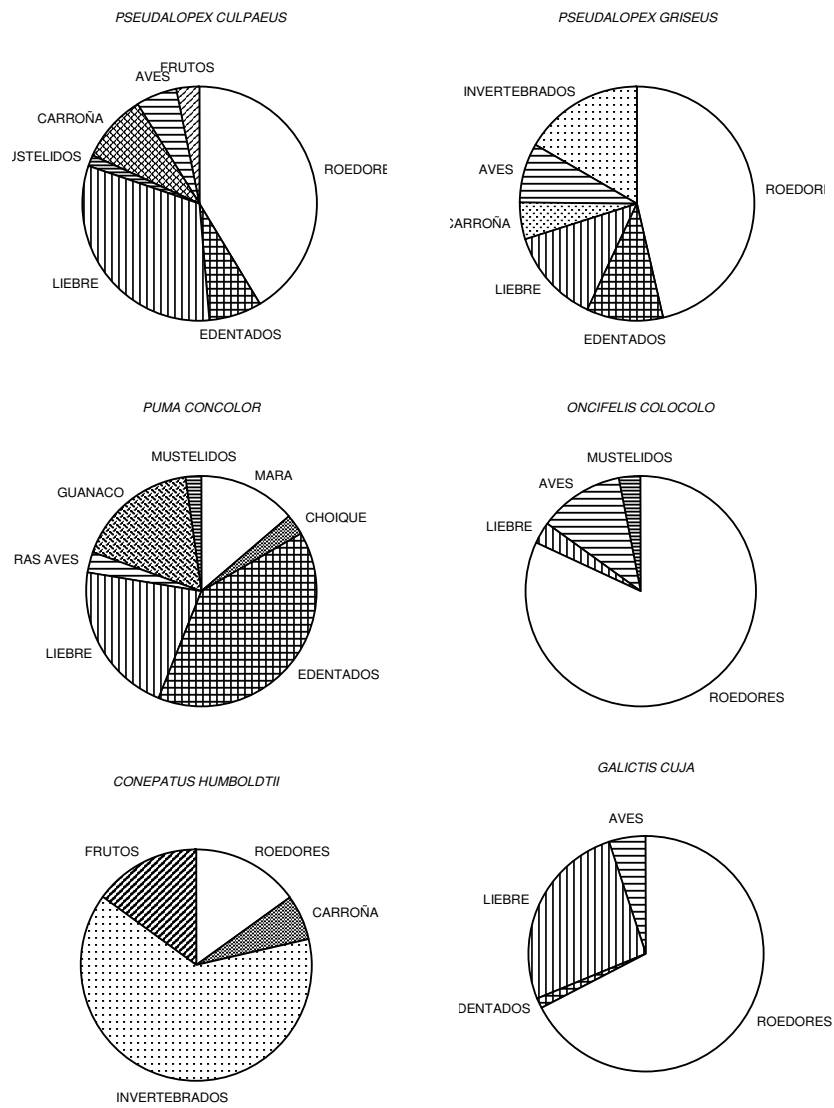 PSEUDALOPEX CULPAEUS
FRUTOS
AVES
CARROÑA
USTELIDOS
ROEDORE
LIEBRE
EDENTADOS
PSEUDALOPEX GRISEUS
INVERTEBRADOS
AVES
ROEDORI
CARROÑA
LIEBRE
EDENTADOS
PUMA CONCOLOR
MUSTELIDOS
MARA
GUANACO
CHOIQUE
RAS AVES
LIEBRE
EDENTADOS
ONCIFELIS COLOCOLO
MUSTELIDOS
AVES
LIEBRE
ROEDORES
CONEPATUS HUMBOLDTII
FRUTOS
ROEDORES
CARROÑA
INVERTEBRADOS
GALICTIS CUJA
AVES
LIEBRE
DENTADOS
ROEDORES